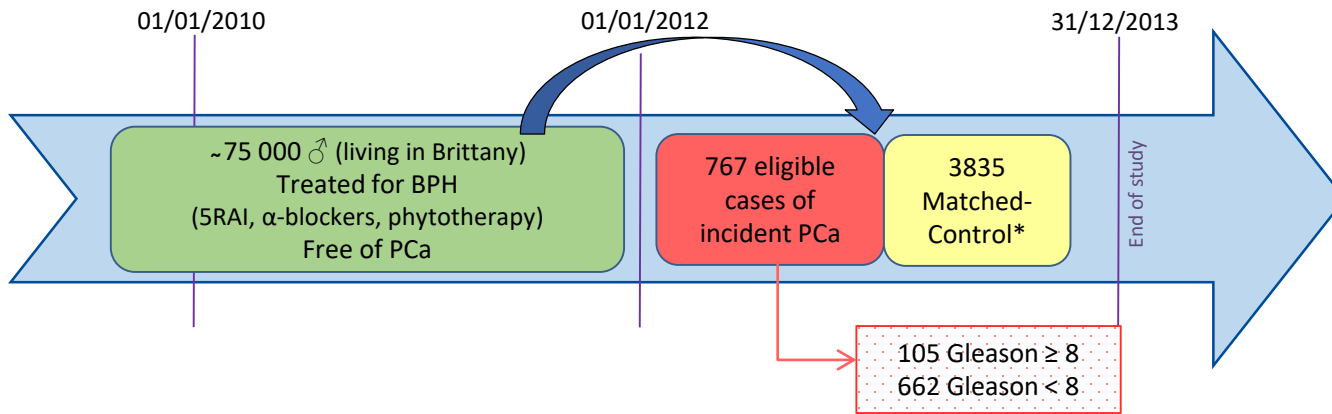 01/01/2010
01/01/2012
31/12/2013
~75 000 ♂ (living in Brittany)
Treated for BPH
(5RAI, α-blockers, phytotherapy)
Free of PCa
767 eligible
cases of
incident PCa
3835
Matched-
Control*
End of study
105 Gleason ≥ 8
662 Gleason < 8